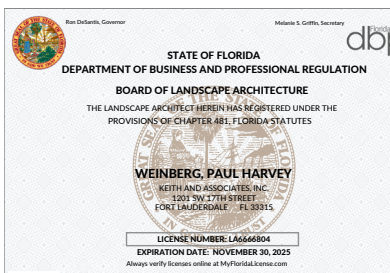 Ron DeSantis, Governor
Melanie S. Griffin, Secretary
Florida
dbp
STATE OF FLORIDA
DEPARTMENT OF BUSINESS AND PROFESSIONAL REGULATION
BOARD OF LANDSCAPE ARCHITECTURE
THE LANDSCAPE ARCHITECT HEREIN HAS REGISTERED UNDER THE
PROVISIONS OF CHAPTER 481, FLORIDA STATUTES
WEINBERG, PAUL HARVEY
KEITH AND ASSOCIATES, INC.
1201 SW 17TH STREET
FORT LAUDERDALE FL 33315
LICENSE NUMBER: LA6666804
EXPIRATION DATE: NOVEMBER 30, 2025
Always verify licenses online at MyFloridaLicense.com